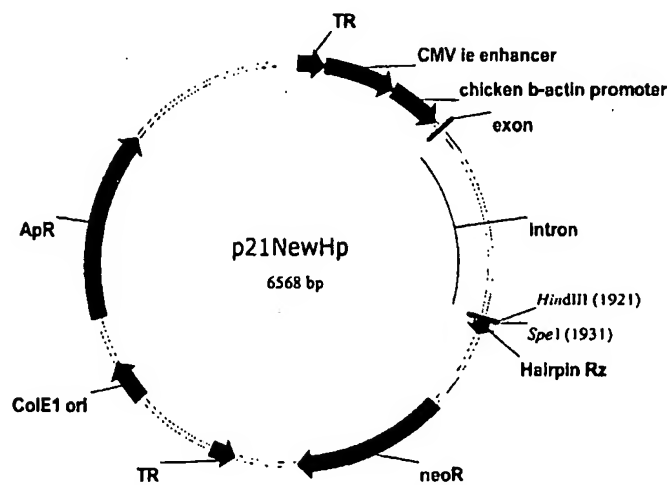 TR
CMV ie enhancer
chicken b-actin promoter
exon
ApR
p21NewHp
6568 bp
Intron
HindIII (1921)
SpeI (1931)
Hairpin Rz
ColE1 ori
TR
neoR